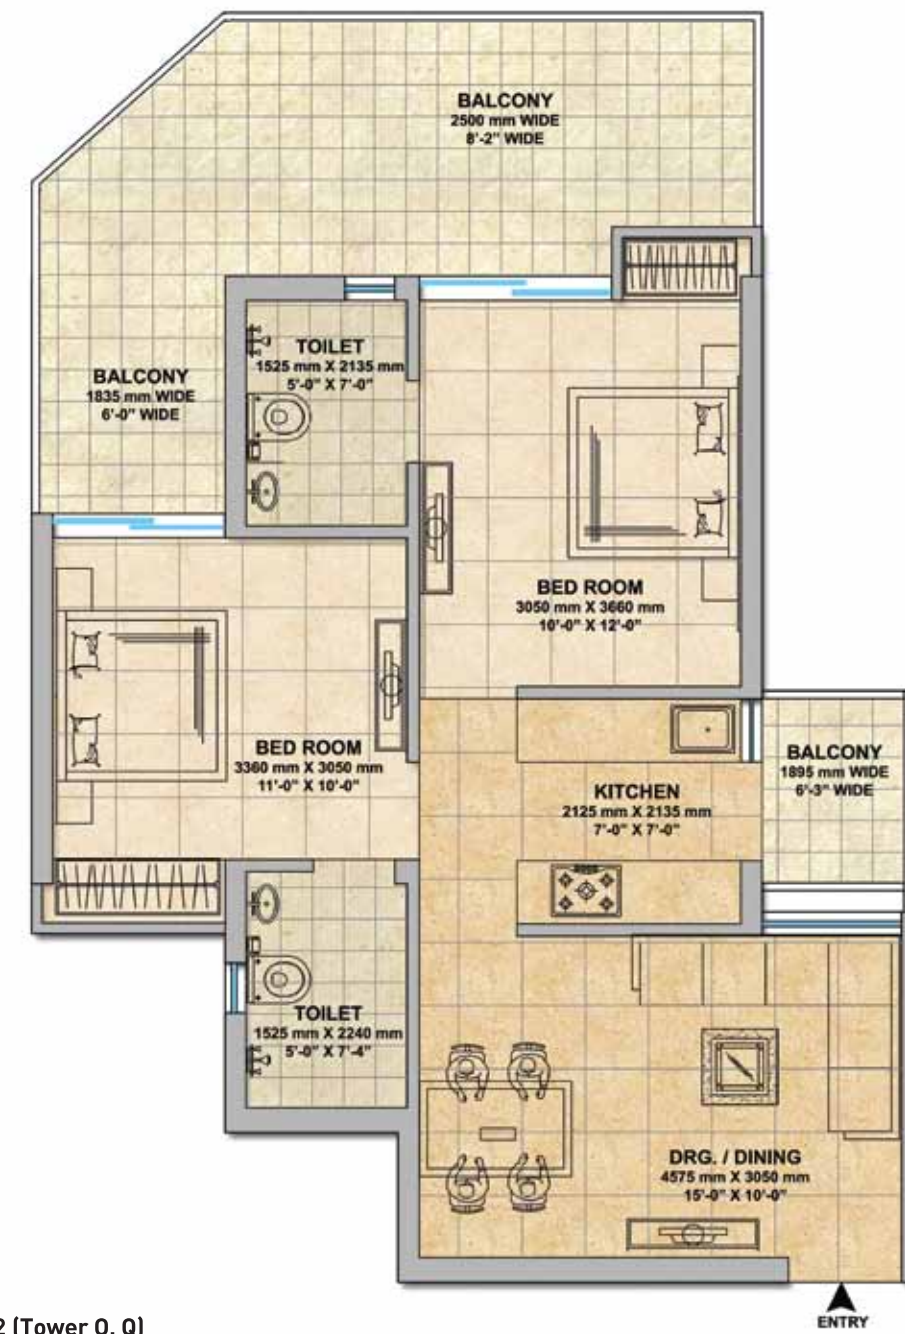 BALCONY
2500 mm WIDE
8'-2" WIDE
TOILET
1525 mm X 2135 mm
5'-0" X 7'-0"
BALCONY
1835 mm WIDE
6'-0" WIDE
BED ROOM
3050 mm X 3660 mm
10'-0" X 12'-0"
BED ROOM
3360 mm X 3050 mm
11'-0" X 10'-0"
BALCONY
1895 mm WIDE
6'-3" WIDE
KITCHEN
2125 mm X 2135 mm
7'-0" X 7'-0"
TOILET
1525 mm X 2240 mm
5'-0" X 7'-4"
DRG. / DINING
4575 mm X 3050 mm
15'-0" X 10'-0"
ENTRY
2 (Tower O, Q)